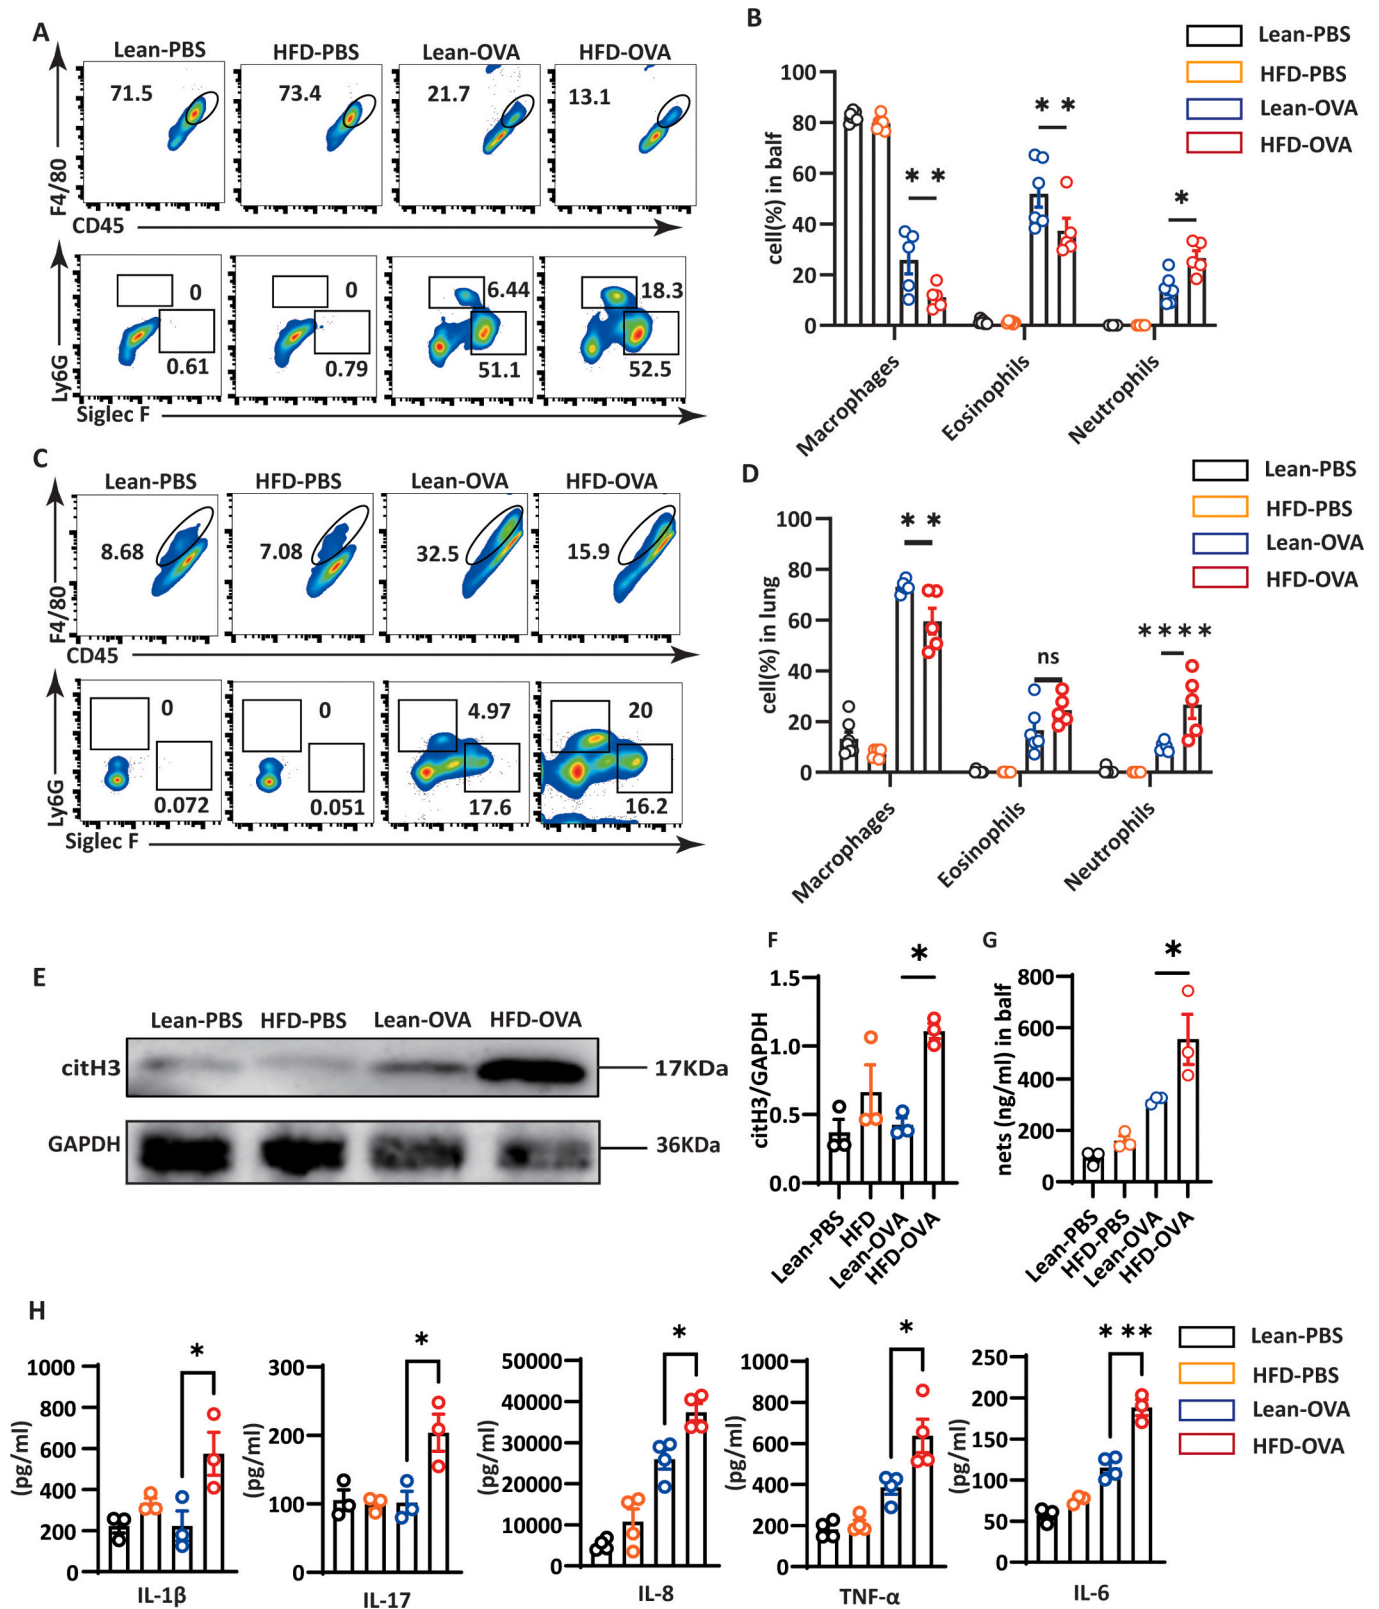 A
Lean-PBS HFD-PBS Lean-OVA HFD-OVA
71.5 73.4 21.7 13.1
F4/80
CD45
0 0 6.44 18.3
0.61 0.79 51.1 52.5
Ly6G
Siglec F
B
Lean-PBS
HFD-PBS
Lean-OVA
HFD-OVA
cell(%) in balf
100
80
60
40
20
0
* *
* *
*
Macrophages
Eosinophils
Neutrophils
C
Lean-PBS HFD-PBS Lean-OVA HFD-OVA
8.68 7.08 32.5 15.9
F4/80
CD45
0 0 4.97 20
0.072 0.051 17.6 16.2
Ly6G
Siglec F
D
Lean-PBS
HFD-PBS
Lean-OVA
HFD-OVA
cell(%) in lung
100
80
60
40
20
0
* *
ns
* * * *
Macrophages
Eosinophils
Neutrophils
E
Lean-PBS HFD-PBS Lean-OVA HFD-OVA
citH3 17KDa
GAPDH 36KDa
F
*
citH3/GAPDH
1.5
1.0
0.5
0.0
Lean-PBS
HFD
Lean-OVA
HFD-OVA
G
*
nets (ng/ml) in balf
800
600
400
200
0
Lean-PBS
HFD-PBS
Lean-OVA
HFD-OVA
H
*
(pg/ml)
1000
800
600
400
200
0
IL-1β
*
(pg/ml)
300
200
100
0
IL-17
*
(pg/ml)
50000
40000
30000
20000
10000
0
IL-8
*
(pg/ml)
1000
800
600
400
200
0
TNF-α
* **
(pg/ml)
250
200
150
100
50
0
IL-6
Lean-PBS
HFD-PBS
Lean-OVA
HFD-OVA